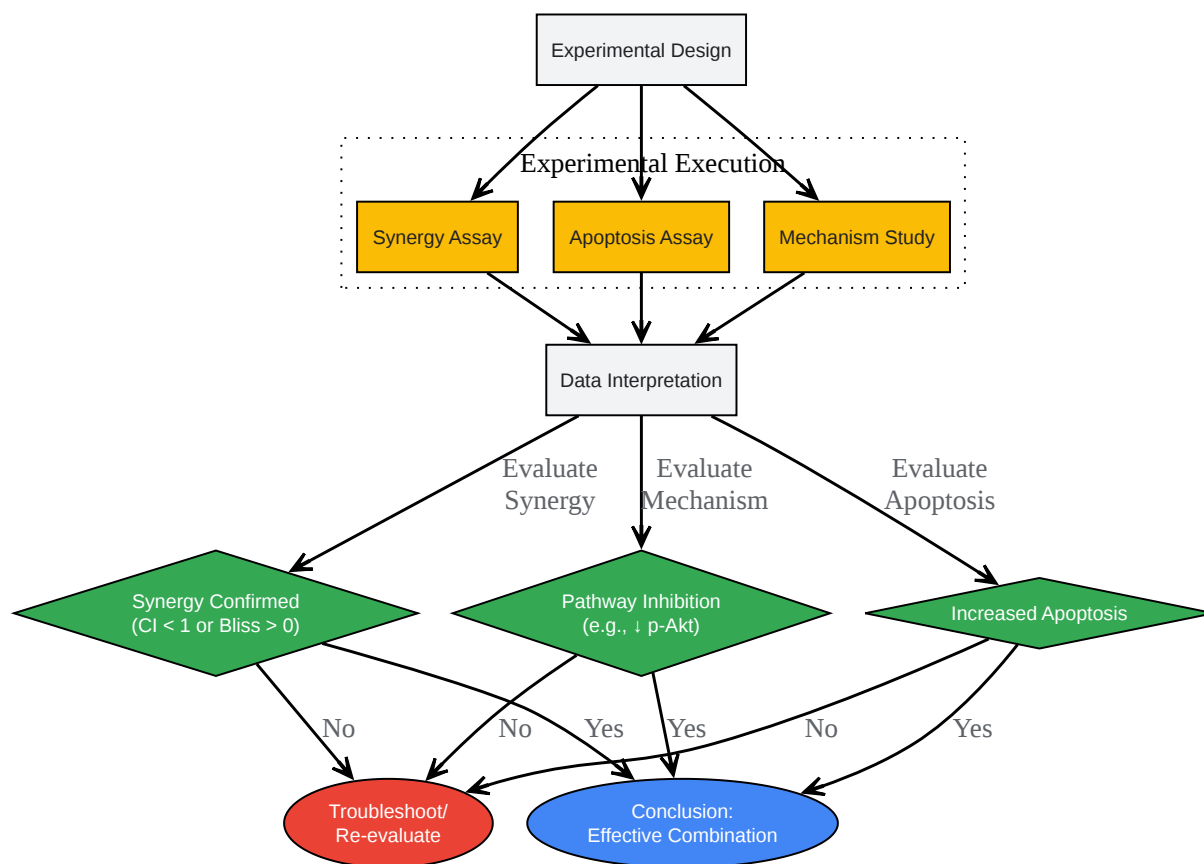 Experimental Design
Experimental Execution
Synergy Assay
Apoptosis Assay
Mechanism Study
Data Interpretation
Evaluate
Synergy
Evaluate
Mechanism
Evaluate
Apoptosis
Synergy Confirmed
(CI < 1 or Bliss > 0)
Pathway Inhibition
(e.g., ↓ p-Akt)
Increased Apoptosis
No
Yes
No
Yes
No
Yes
Troubleshoot/
Re-evaluate
Conclusion:
Effective Combination